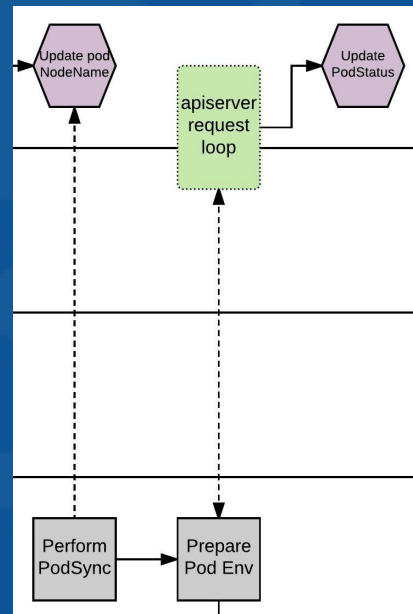 Update pod
NodeName
Update
PodStatus
apiserver
request
loop
Perform
PodSync
Prepare
Pod Env